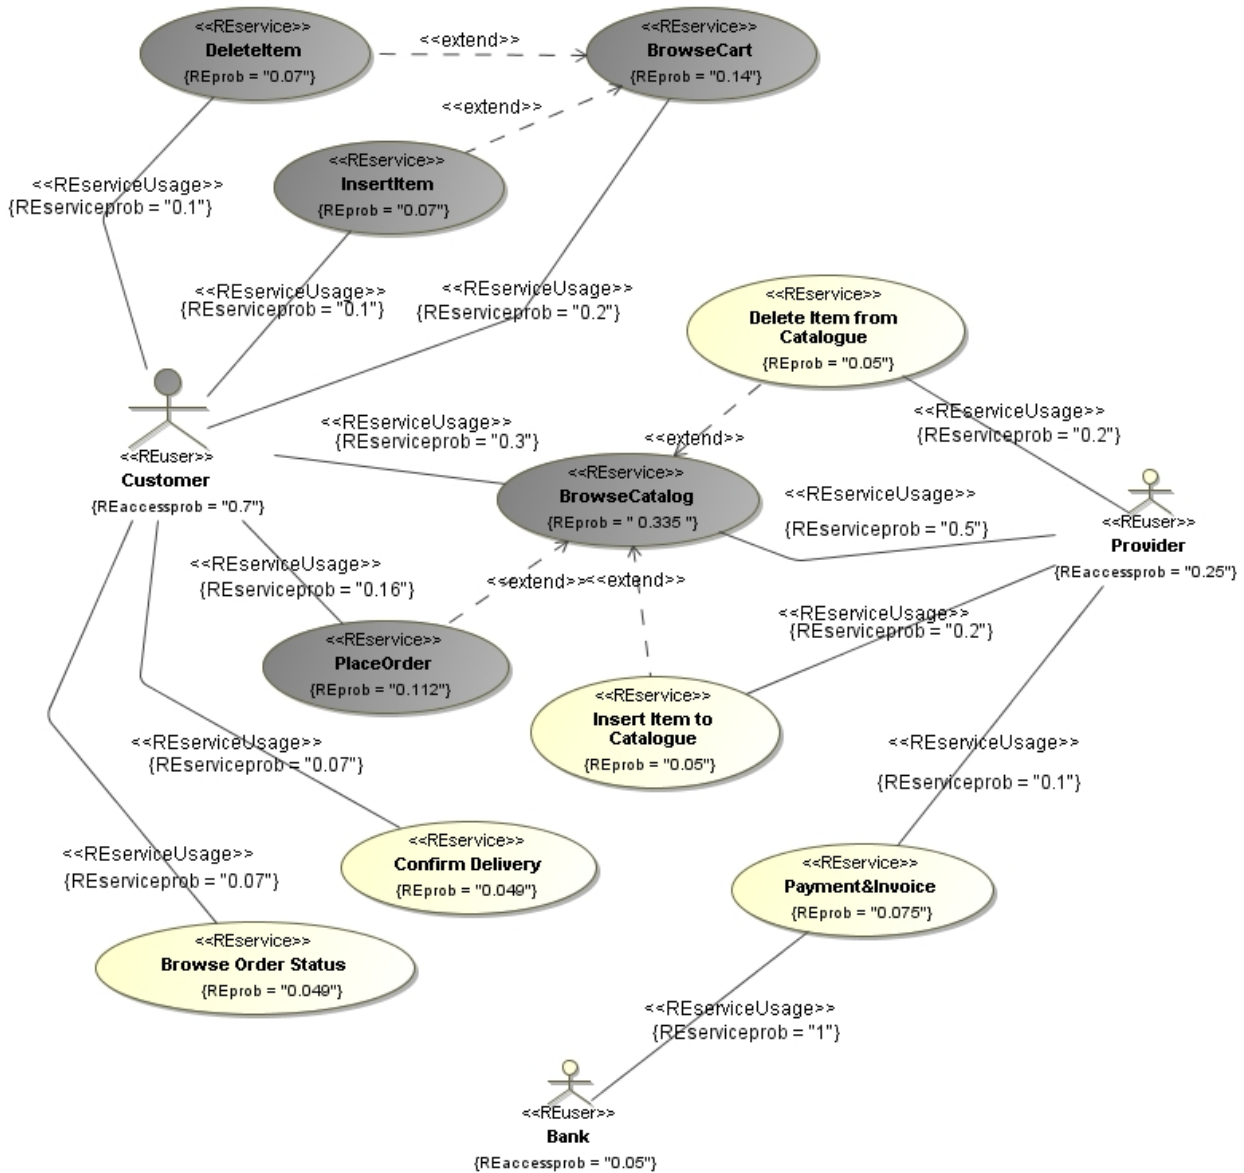 <<REservice>>
DeleteItem
{REprob = "0.07"}
<<extend>>
<<REservice>>
BrowseCart
{REprob = "0.14"}
<<extend>>
<<REserviceUsage>>
{REserviceprob = "0.1"}
<<REservice>>
InsertItem
{REprob = "0.07"}
<<REserviceUsage>>
{REserviceprob = "0.1"}
<<REserviceUsage>>
{REserviceprob = "0.2"}
<<REservice>>
Delete Item from
Catalogue
{REprob = "0.05"}
<<REuser>>
Customer
{REaccessprob = "0.7"}
<<REserviceUsage>>
{REserviceprob = "0.3"}
<<extend>>
<<REserviceUsage>>
{REserviceprob = "0.2"}
<<REservice>>
BrowseCatalog
{REprob = " 0.335 "}
<<REserviceUsage>>
{REserviceprob = "0.5"}
<<REuser>>
Provider
{REaccessprob = "0.25"}
<<REserviceUsage>>
{REserviceprob = "0.16"}
<<extend>>
<<extend>>
<<REserviceUsage>>
{REserviceprob = "0.2"}
<<REservice>>
PlaceOrder
{REprob = "0.112"}
<<REservice>>
Insert Item to
Catalogue
{REprob = "0.05"}
<<REserviceUsage>>
{REserviceprob = "0.07"}
<<REserviceUsage>>
{REserviceprob = "0.1"}
<<REserviceUsage>>
{REserviceprob = "0.07"}
<<REservice>>
Confirm Delivery
{REprob = "0.049"}
<<REservice>>
Payment&Invoice
{REprob = "0.075"}
<<REservice>>
Browse Order Status
{REprob = "0.049"}
<<REserviceUsage>>
{REserviceprob = "1"}
<<REuser>>
Bank
{REaccessprob = "0.05"}